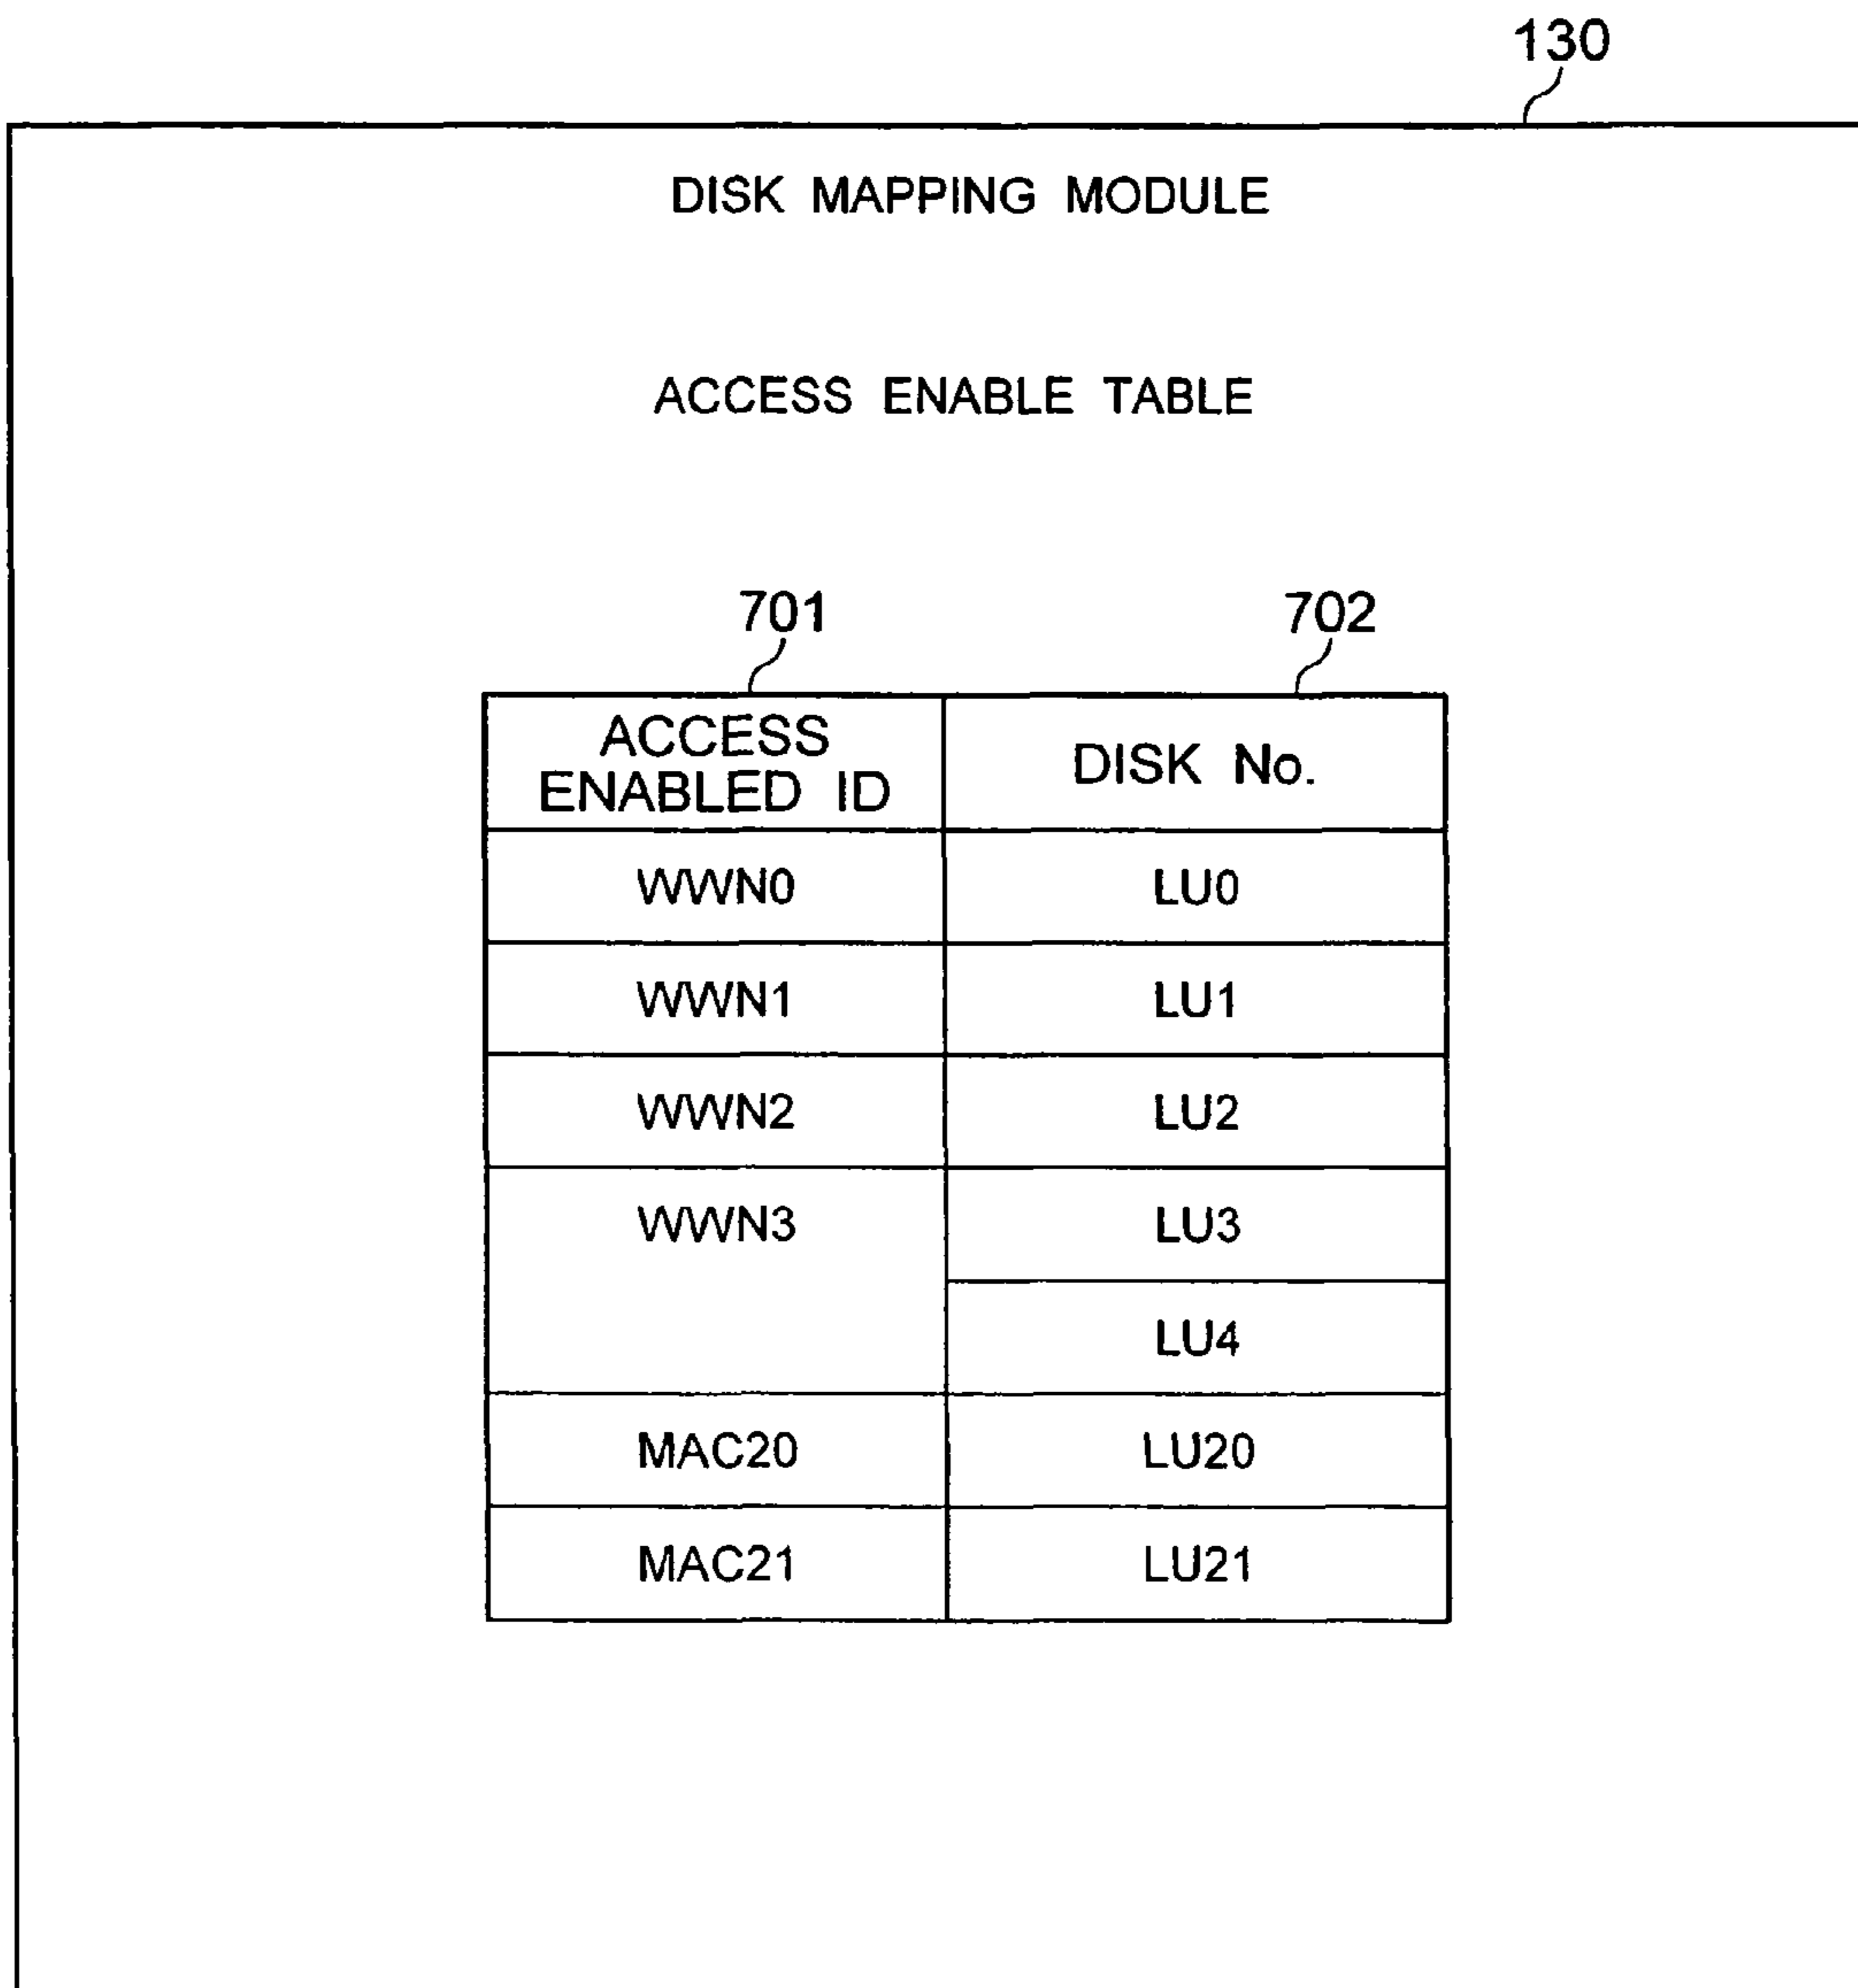 130
DISK MAPPING MODULE
ACCESS ENABLE TABLE
701 702
ACCESS ENABLED ID DISK No.
WWN0 LU0
WWN1 LU1
WWN2 LU2
WWN3 LU3
LU4
MAC20 LU20
MAC21 LU21